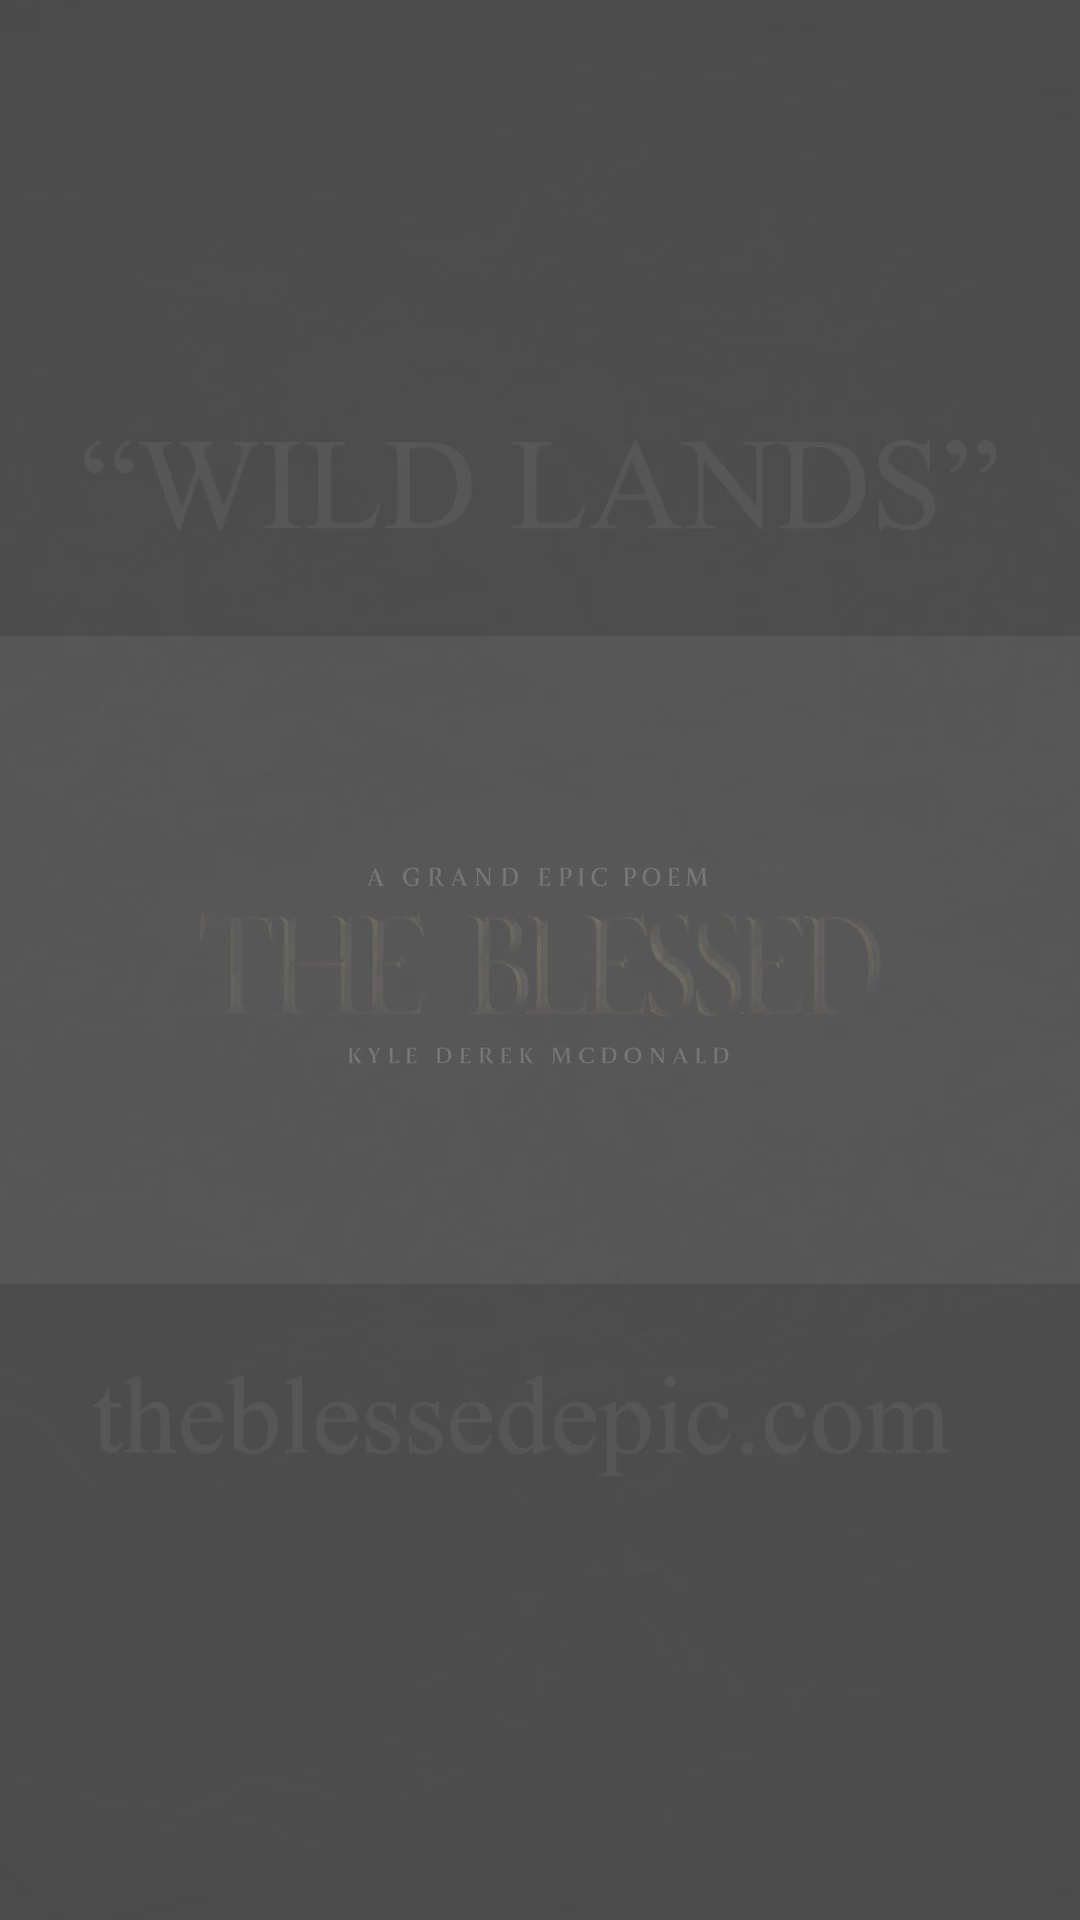 “WILD LANDS”
A GRAND EPIC POEM
THE BLESSED
KYLE DEREK MCDONALD
theblessedepic.com